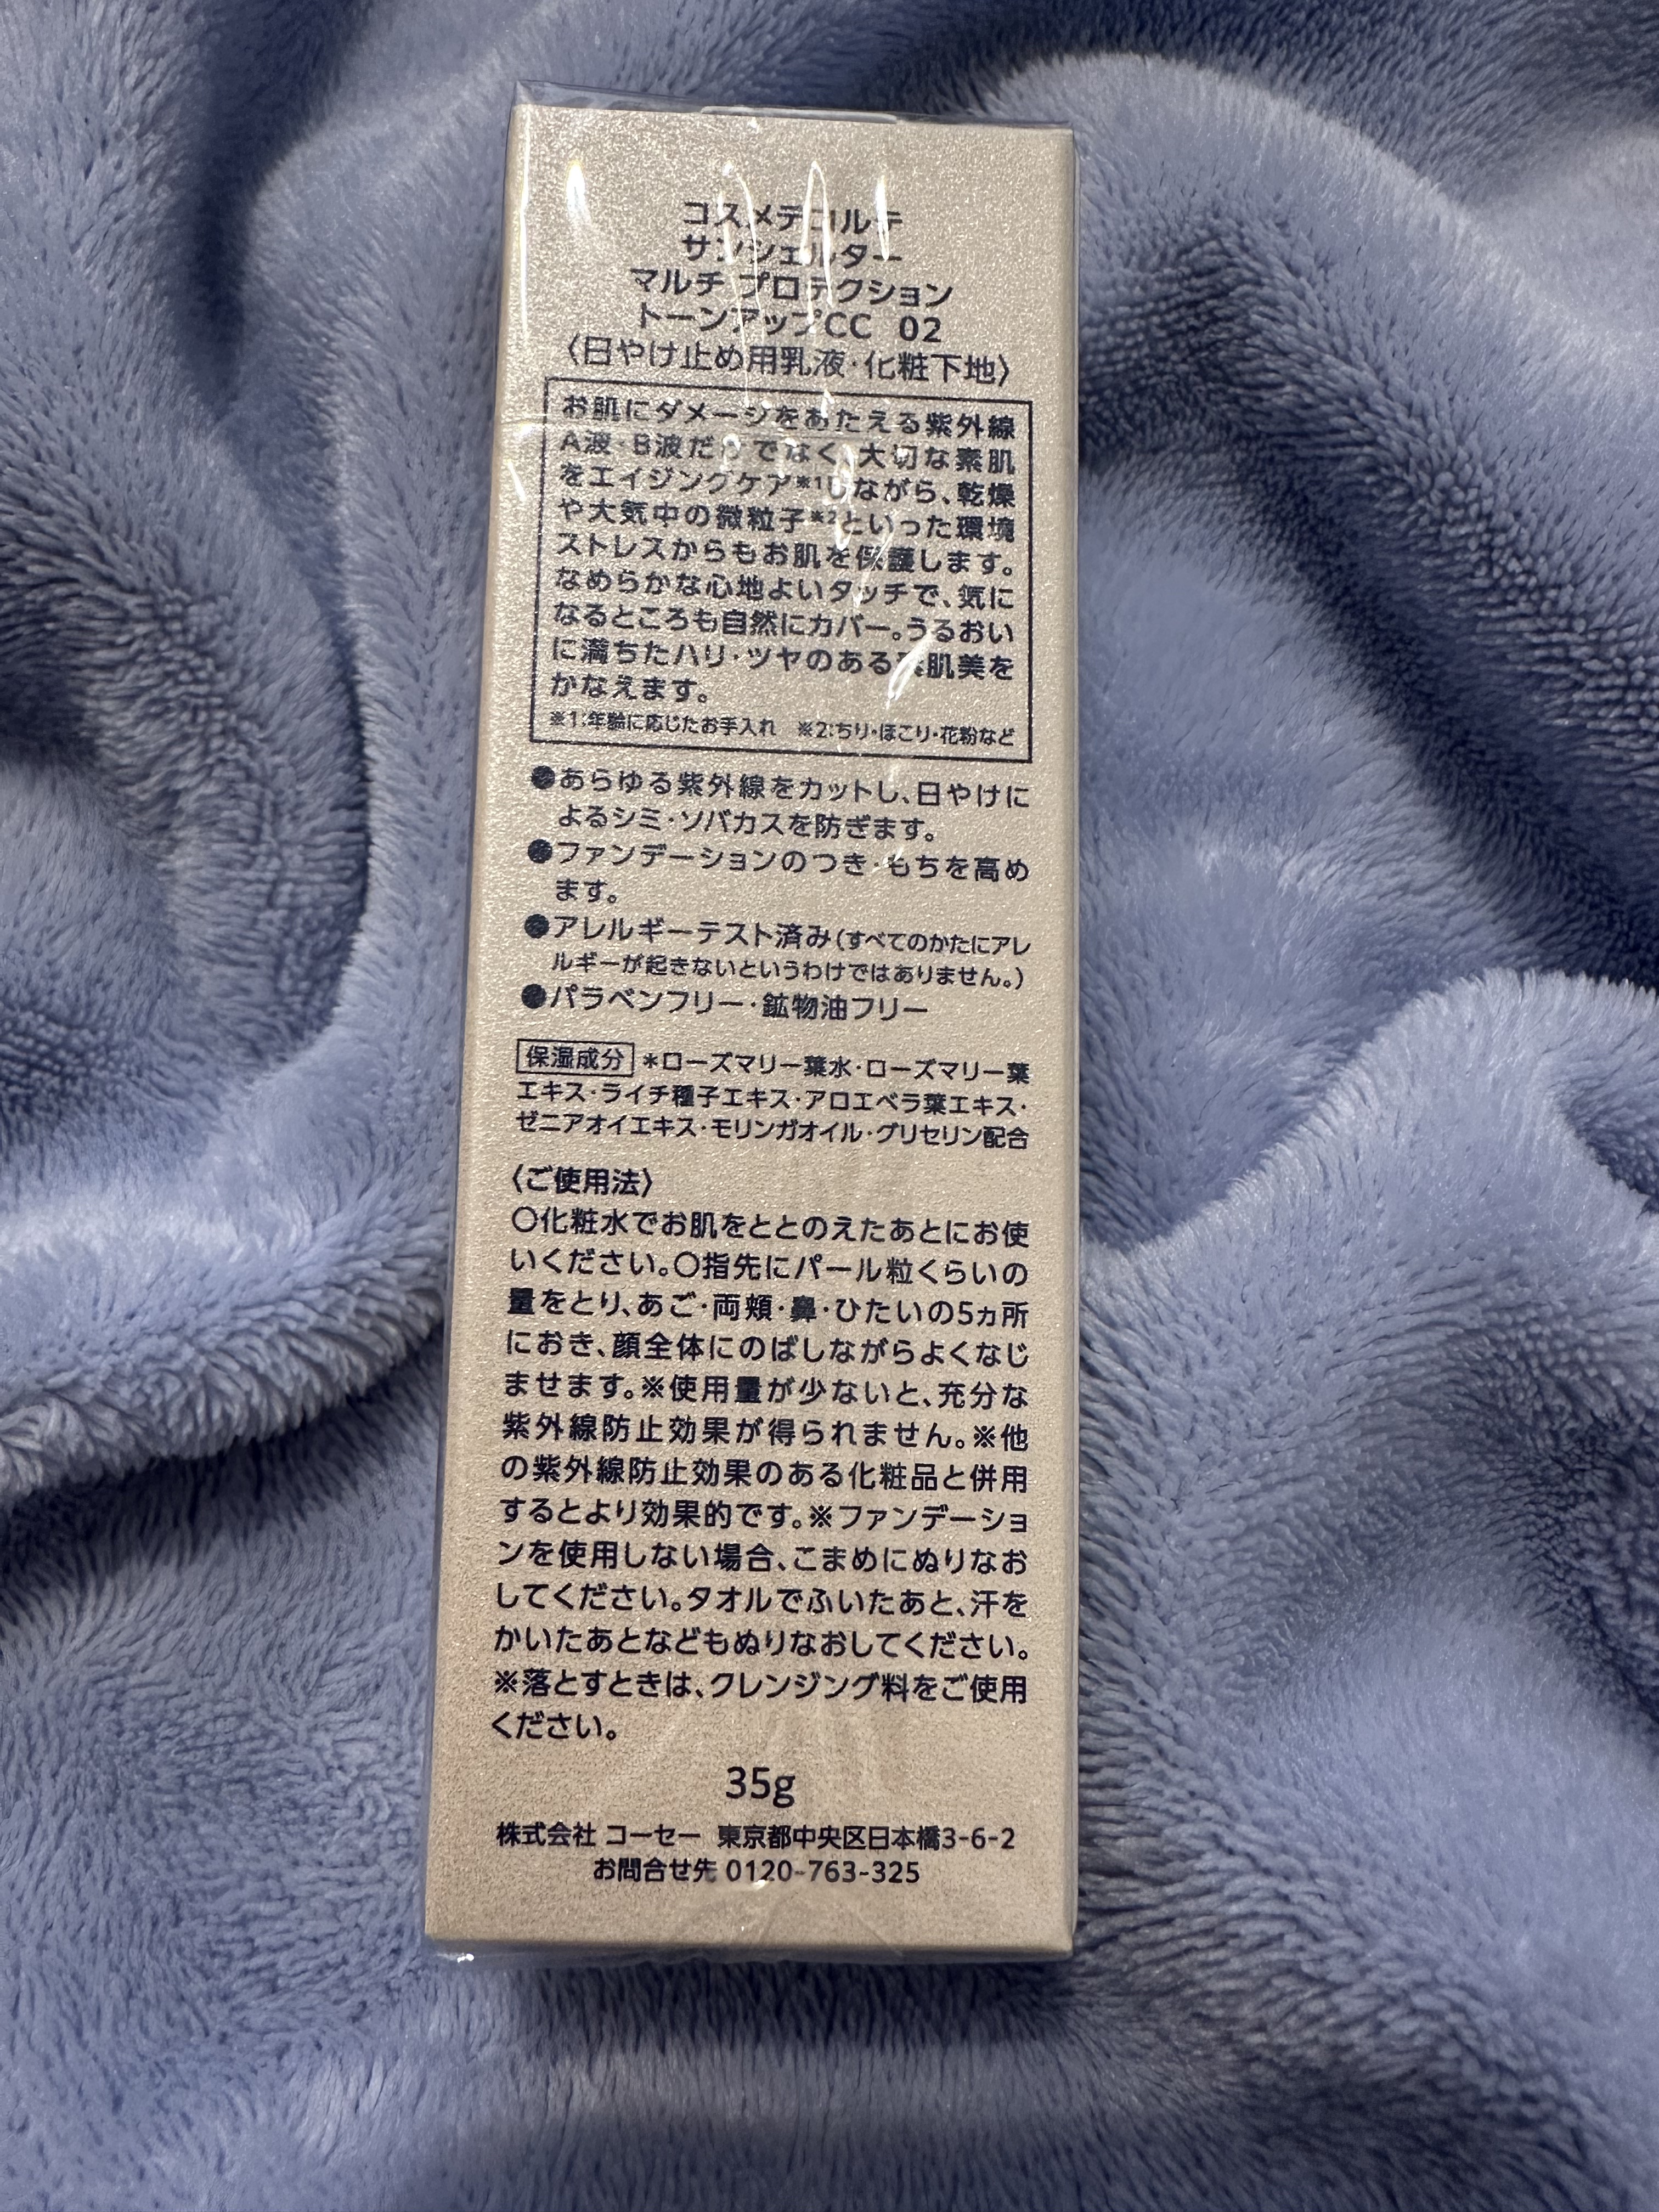 コスメデコルテ
サンシェルター
マルチ プロテクション
トーンアップCC 02
〈日やけ止め用乳液・化粧下地〉
お肌にダメージをあたえる紫外線
A波・B波だけでなく、大切な素肌
をエイジングケア※1しながら、乾燥
や大気中の微粒子※2といった環境
ストレスからもお肌を保護します。
なめらかな心地よいタッチで、気に
なるところも自然にカバー。うるおい
に満ちたハリ・ツヤのある素肌美を
かなえます。
※1:年齢に応じたお手入れ ※2:ちり・ほこり・花粉など
●あらゆる紫外線をカットし、日やけに
よるシミ・ソバカスを防ぎます。
●ファンデーションのつき・もちを高め
ます。
●アレルギーテスト済み(すべてのかたにアレ
ルギーが起きないというわけではありません。)
●パラベンフリー・鉱物油フリー
保湿成分 *ローズマリー葉水・ローズマリー葉
エキス・ライチ種子エキス・アロエベラ葉エキス・
ゼニアオイエキス・モリンガオイル・グリセリン配合
〈ご使用法〉
○化粧水でお肌をととのえたあとにお使
いください。○指先にパール粒くらいの
量をとり、あご・両頬・鼻・ひたいの5ヵ所
におき、顔全体にのばしながらよくなじ
ませます。※使用量が少ないと、充分な
紫外線防止効果が得られません。※他
の紫外線防止効果のある化粧品と併用
するとより効果的です。※ファンデーショ
ンを使用しない場合、こまめにぬりなお
してください。タオルでふいたあと、汗を
かいたあとなどもぬりなおしてください。
※落とすときは、クレンジング料をご使用
ください。
35g
株式会社 コーセー 東京都中央区日本橋3-6-2
お問合せ先 0120-763-325